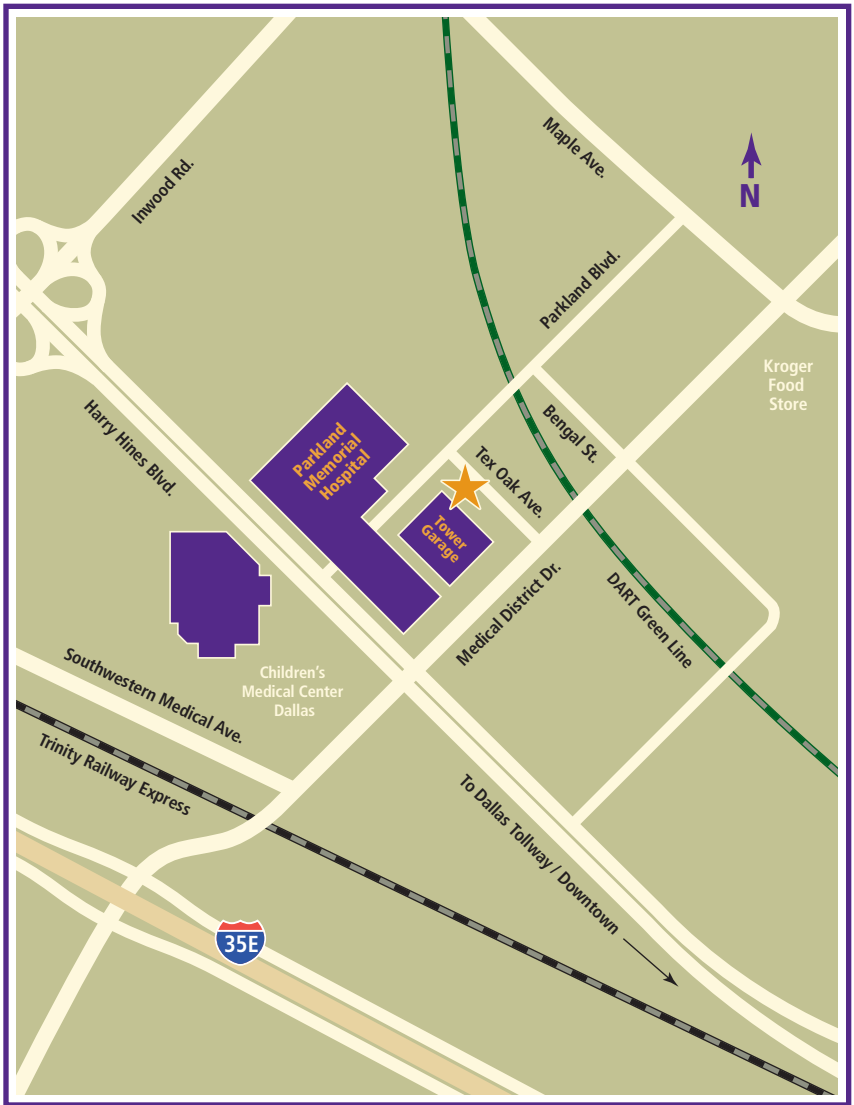 Maple Ave.
N
Inwood Rd.
Parkland Blvd.
Kroger
Food
Store
Harry Hines Blvd.
Parkland
Memorial
Hospital
Bengal St.
Tex Oak Ave.
Tower
Garage
Medical District Dr.
DART Green Line
Southwestern Medical Ave.
Children's
Medical Center
Dallas
Trinity Railway Express
To Dallas Tollway / Downtown
35E